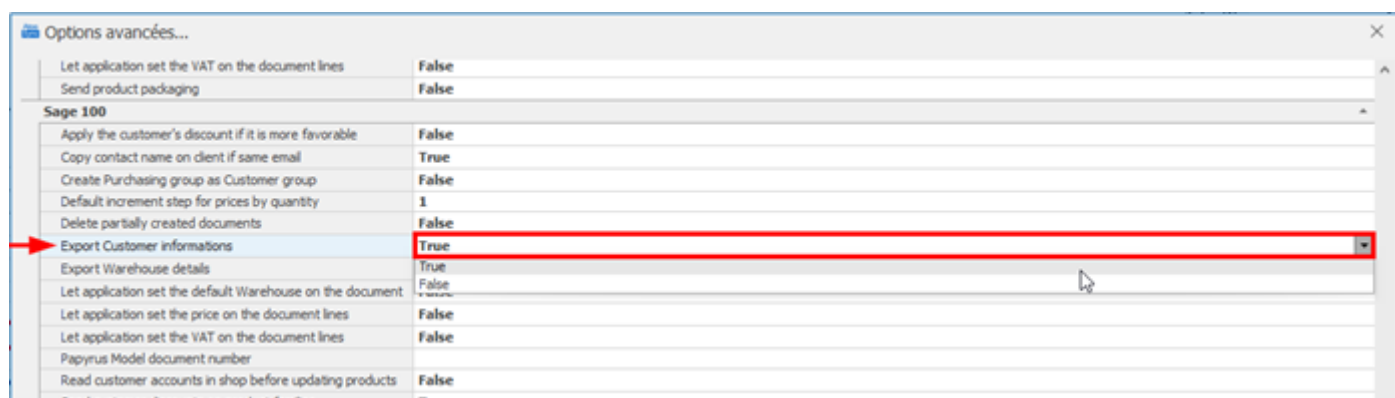 Options avancées...
Let application set the VAT on the document lines False
Send product packaging False
Sage 100
Apply the customer's discount if it is more favorable False
Copy contact name on client if same email True
Create Purchasing group as Customer group False
Default increment step for prices by quantity 1
Delete partially created documents False
Export Customer informations True
Export Warehouse details True
Let application set the default Warehouse on the document False
Let application set the price on the document lines False
Let application set the VAT on the document lines False
Papyrus Model document number
Read customer accounts in shop before updating products False